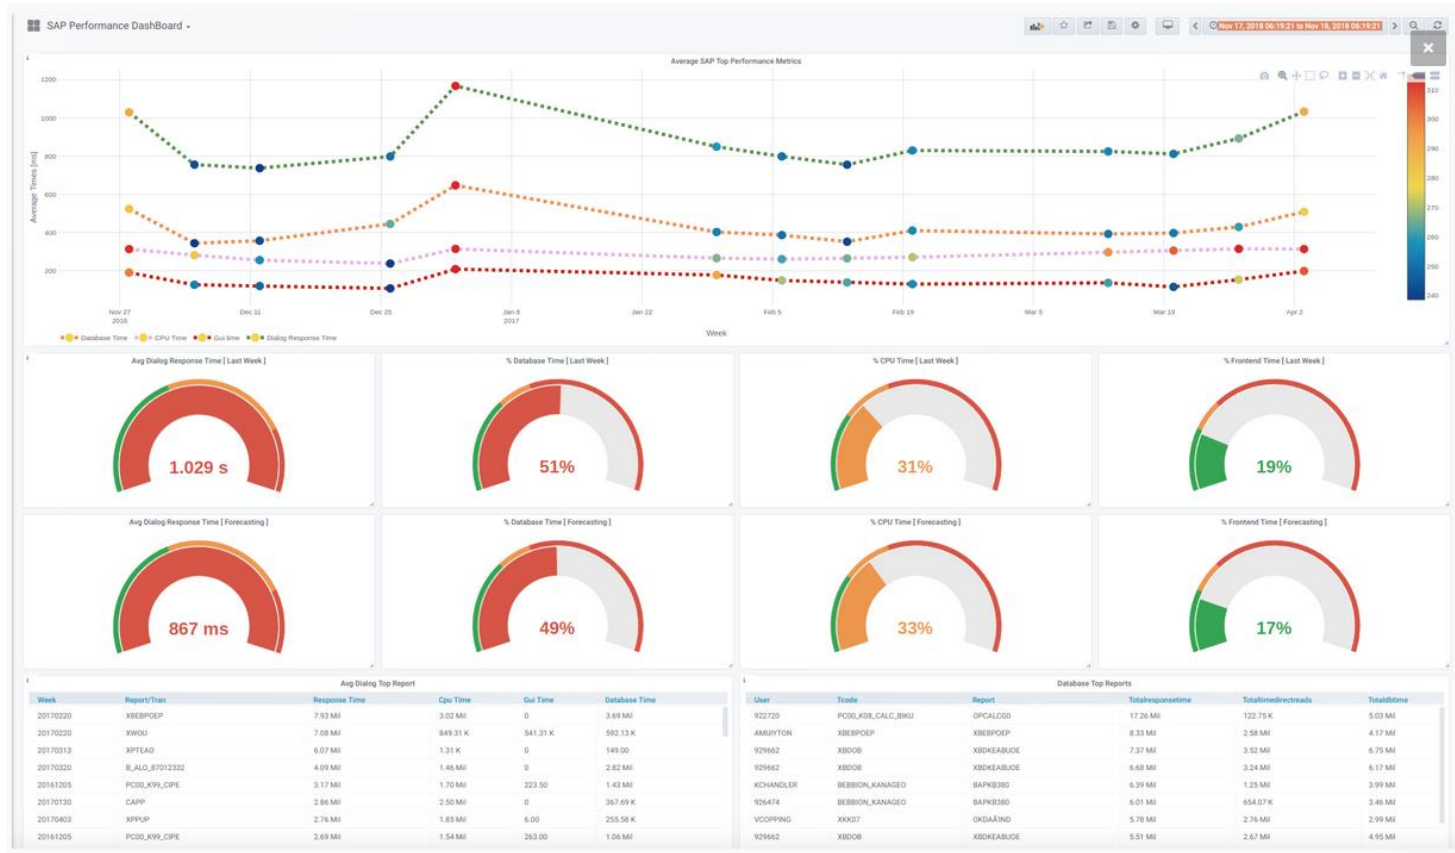 SAP Performance DashBoard
Nov 17, 2018 06:19:21 to Nov 18, 2018 06:19:21
Average SAP Top Performance Metrics
1200
1000
800
600
400
200
Average Times [ms]
310
300
290
280
270
260
250
240
Nov 27 Dec 11 Dec 25 Jan 8 Jan 22 Feb 5 Feb 19 Mar 5 Mar 19 Apr 2
2016 2017
Week
Database Time CPU Time Gui time Dialog Response Time
Avg Dialog Response Time [ Last Week ] % Database Time [ Last Week ] % CPU Time [ Last Week ] % Frontend Time [ Last Week ]
1.029 s 51% 31% 19%
Avg Dialog Response Time [ Forecasting ] % Database Time [ Forecasting ] % CPU Time [ Forecasting ] % Frontend Time [ Forecasting ]
867 ms 49% 33% 17%
Avg Dialog Top Report
Week Report/Tran Response Time Cpu Time Gui Time Database Time
20170220 XBEBPOEP 7.93 Mil 3.02 Mil 0 3.69 Mil
20170220 XWOU 7.08 Mil 849.31 K 541.31 K 592.13 K
20170313 XPTEAO 6.07 Mil 1.31 K 0 149.00
20170320 B_ALO_87012332 4.09 Mil 1.46 Mil 0 2.82 Mil
20161205 PC00_K99_CIPE 3.17 Mil 1.70 Mil 223.50 1.43 Mil
20170130 CAPP 2.86 Mil 2.50 Mil 0 367.69 K
20170403 XPPUP 2.76 Mil 1.85 Mil 6.00 255.58 K
20161205 PC00_K99_CIPE 2.69 Mil 1.54 Mil 263.00 1.06 Mil
Database Top Reports
User Tcode Report Totalresponsetime Totaltimedirectreads Totaldbtime
922720 PC00_K08_CALC_BIKU OPCALCG0 17.26 Mil 122.75 K 5.03 Mil
AMUIYTON XBEBPOEP XBEBPOEP 8.33 Mil 2.58 Mil 4.17 Mil
929662 XBDOB XBDKEABUOE 7.37 Mil 3.52 Mil 6.75 Mil
929662 XBDOB XBDKEABUOE 6.68 Mil 3.24 Mil 6.17 Mil
KCHANDLER BEBBION_KANAGEO BAPKB380 6.39 Mil 1.25 Mil 3.99 Mil
926474 BEBBION_KANAGEO BAPKB380 6.01 Mil 654.07 K 3.46 Mil
VCOPPING XKK07 OKDAÄIND 5.78 Mil 2.76 Mil 2.99 Mil
929662 XBDOB XBDKEABUOE 5.51 Mil 2.67 Mil 4.95 Mil